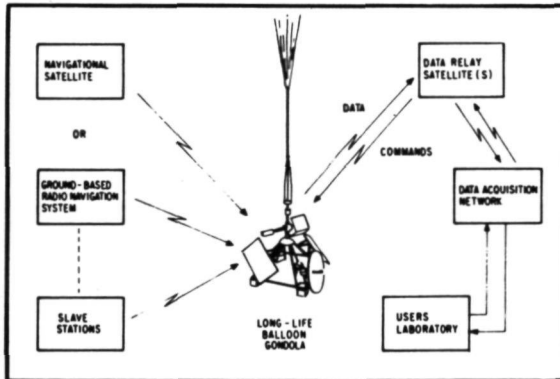 NAVIGATIONAL
SATELLITE
OR
GROUND-BASED
RADIO NAVIGATION
SYSTEM
SLAVE
STATIONS
LONG-LIFE
BALLOON
GONDOLA
DATA
COMMANDS
DATA RELAY
SATELLITE(S)
DATA ACQUISITION
NETWORK
USERS
LABORATORY